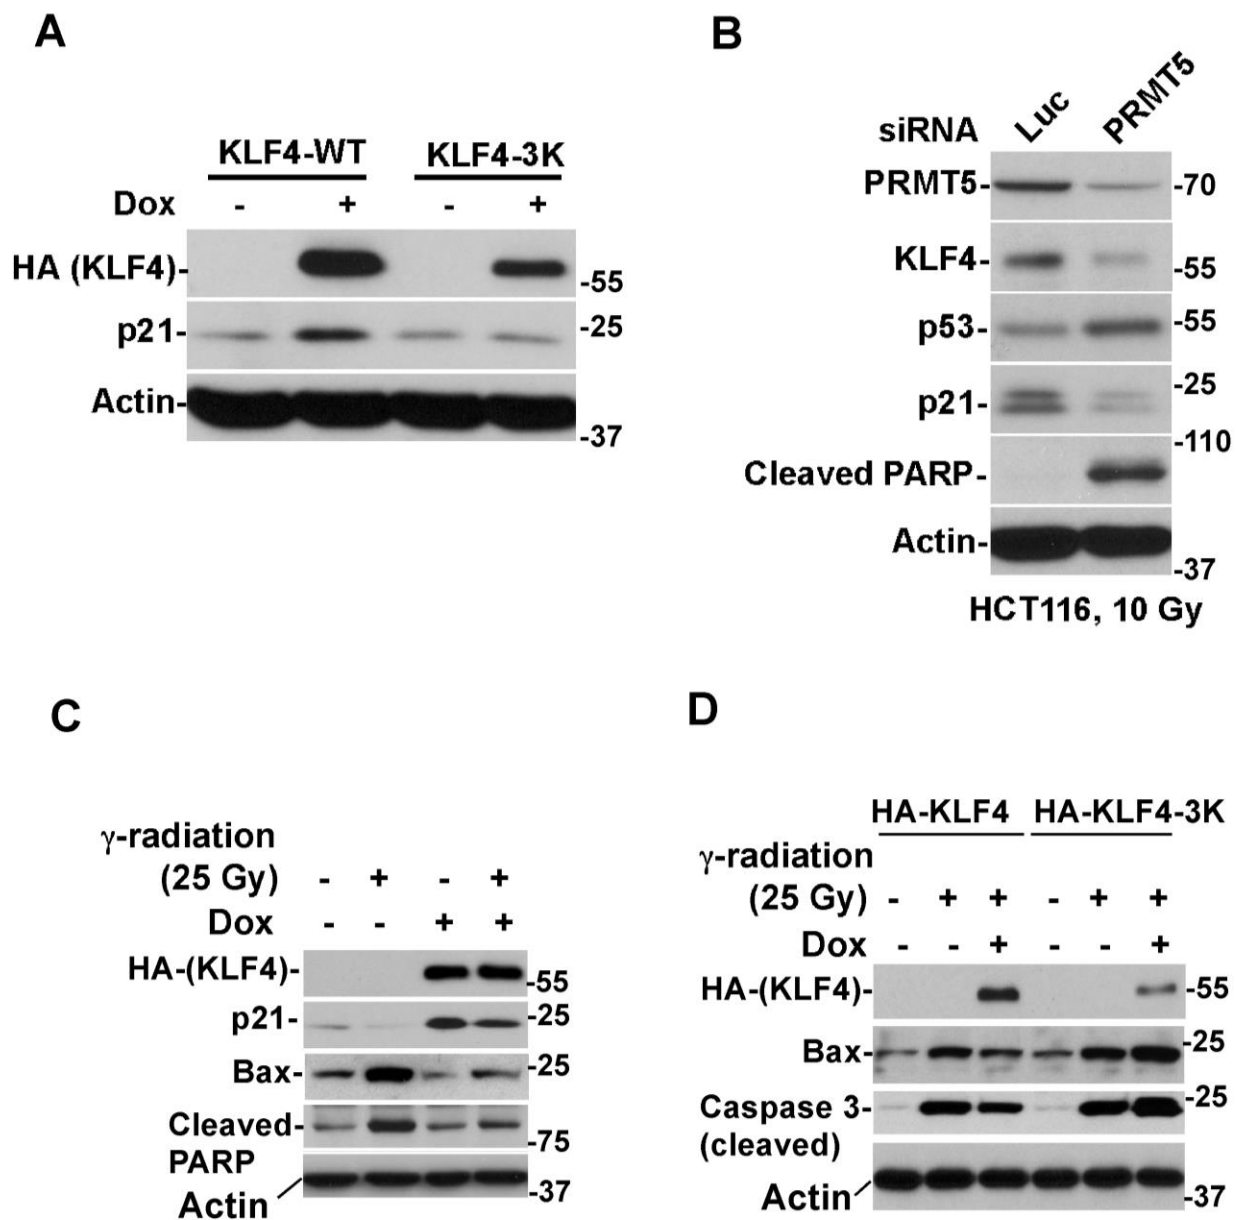 A
KLF4-WT KLF4-3K
Dox - + - +
HA (KLF4)- -55
p21- -25
Actin- -37
B
siRNA Luc PRMT5
PRMT5- -70
KLF4- -55
p53- -55
p21- -25
-110
Cleaved PARP-
Actin- -37
HCT116, 10 Gy
C
γ-radiation
(25 Gy) - + - +
Dox - - + +
HA-(KLF4)- -55
p21- -25
Bax- -25
Cleaved- -75
PARP
Actin -37
D
HA-KLF4 HA-KLF4-3K
γ-radiation
(25 Gy) - + + - + +
Dox - - + - - +
HA-(KLF4)- -55
Bax- -25
Caspase 3- -25
(cleaved)
Actin -37